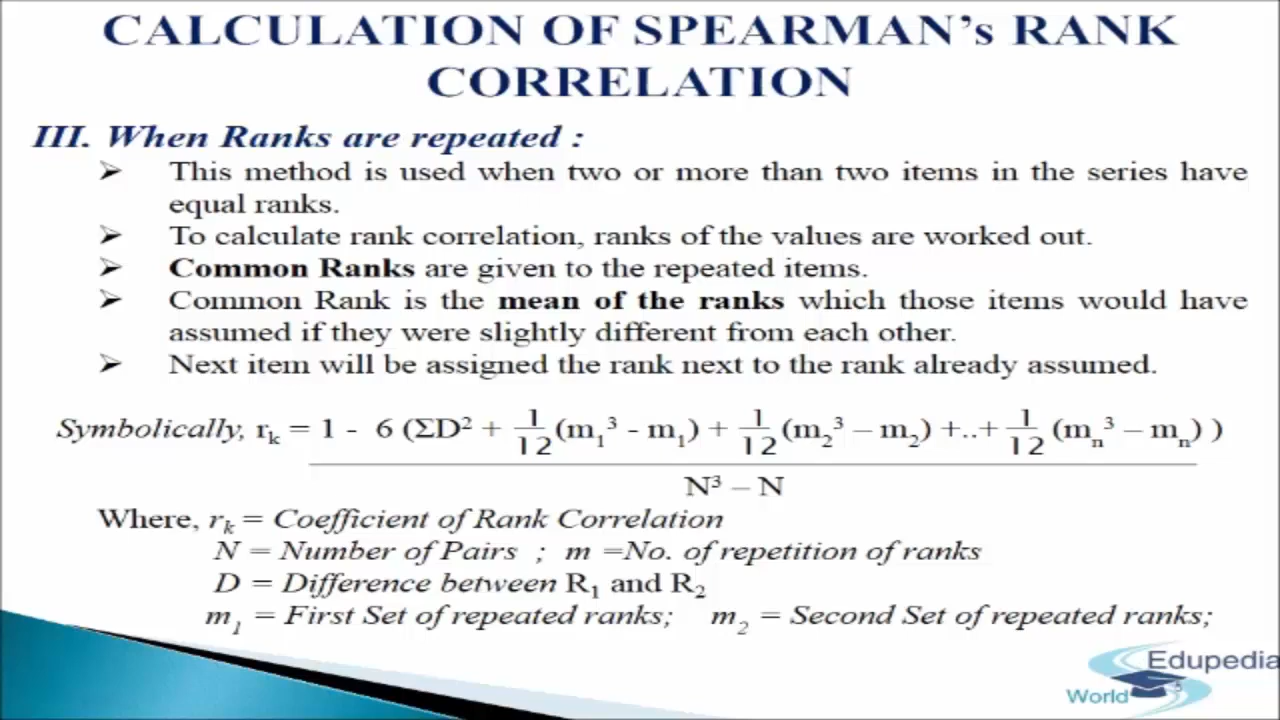 CALCULATION OF SPEARMAN’s RANK
CORRELATION
III. When Ranks are repeated :
➢ This method is used when two or more than two items in the series have
equal ranks.
➢ To calculate rank correlation, ranks of the values are worked out.
➢ Common Ranks are given to the repeated items.
➢ Common Rank is the mean of the ranks which those items would have
assumed if they were slightly different from each other.
➢ Next item will be assigned the rank next to the rank already assumed.
Symbolically, rₖ = 1 - 6 (ΣD² + 1/12 (m₁³ - m₁) + 1/12 (m₂³ – m₂) +..+ 1/12 (mₙ³ – mₙ) )
N³ – N
Where, rₖ = Coefficient of Rank Correlation
N = Number of Pairs ; m =No. of repetition of ranks
D = Difference between R₁ and R₂
m₁ = First Set of repeated ranks; m₂ = Second Set of repeated ranks;
Edupedia
World